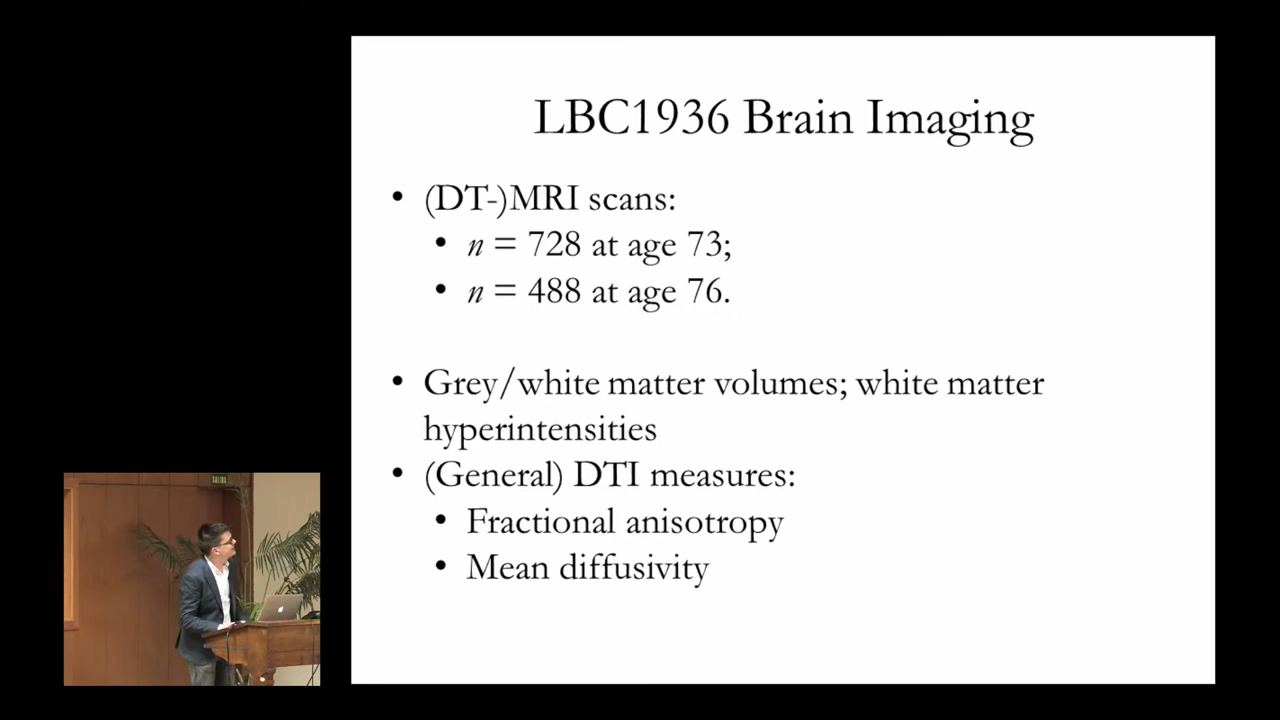 LBC1936 Brain Imaging
• (DT-)MRI scans:
• n = 728 at age 73;
• n = 488 at age 76.
• Grey/white matter volumes; white matter
hyperintensities
• (General) DTI measures:
• Fractional anisotropy
• Mean diffusivity
SALIDA